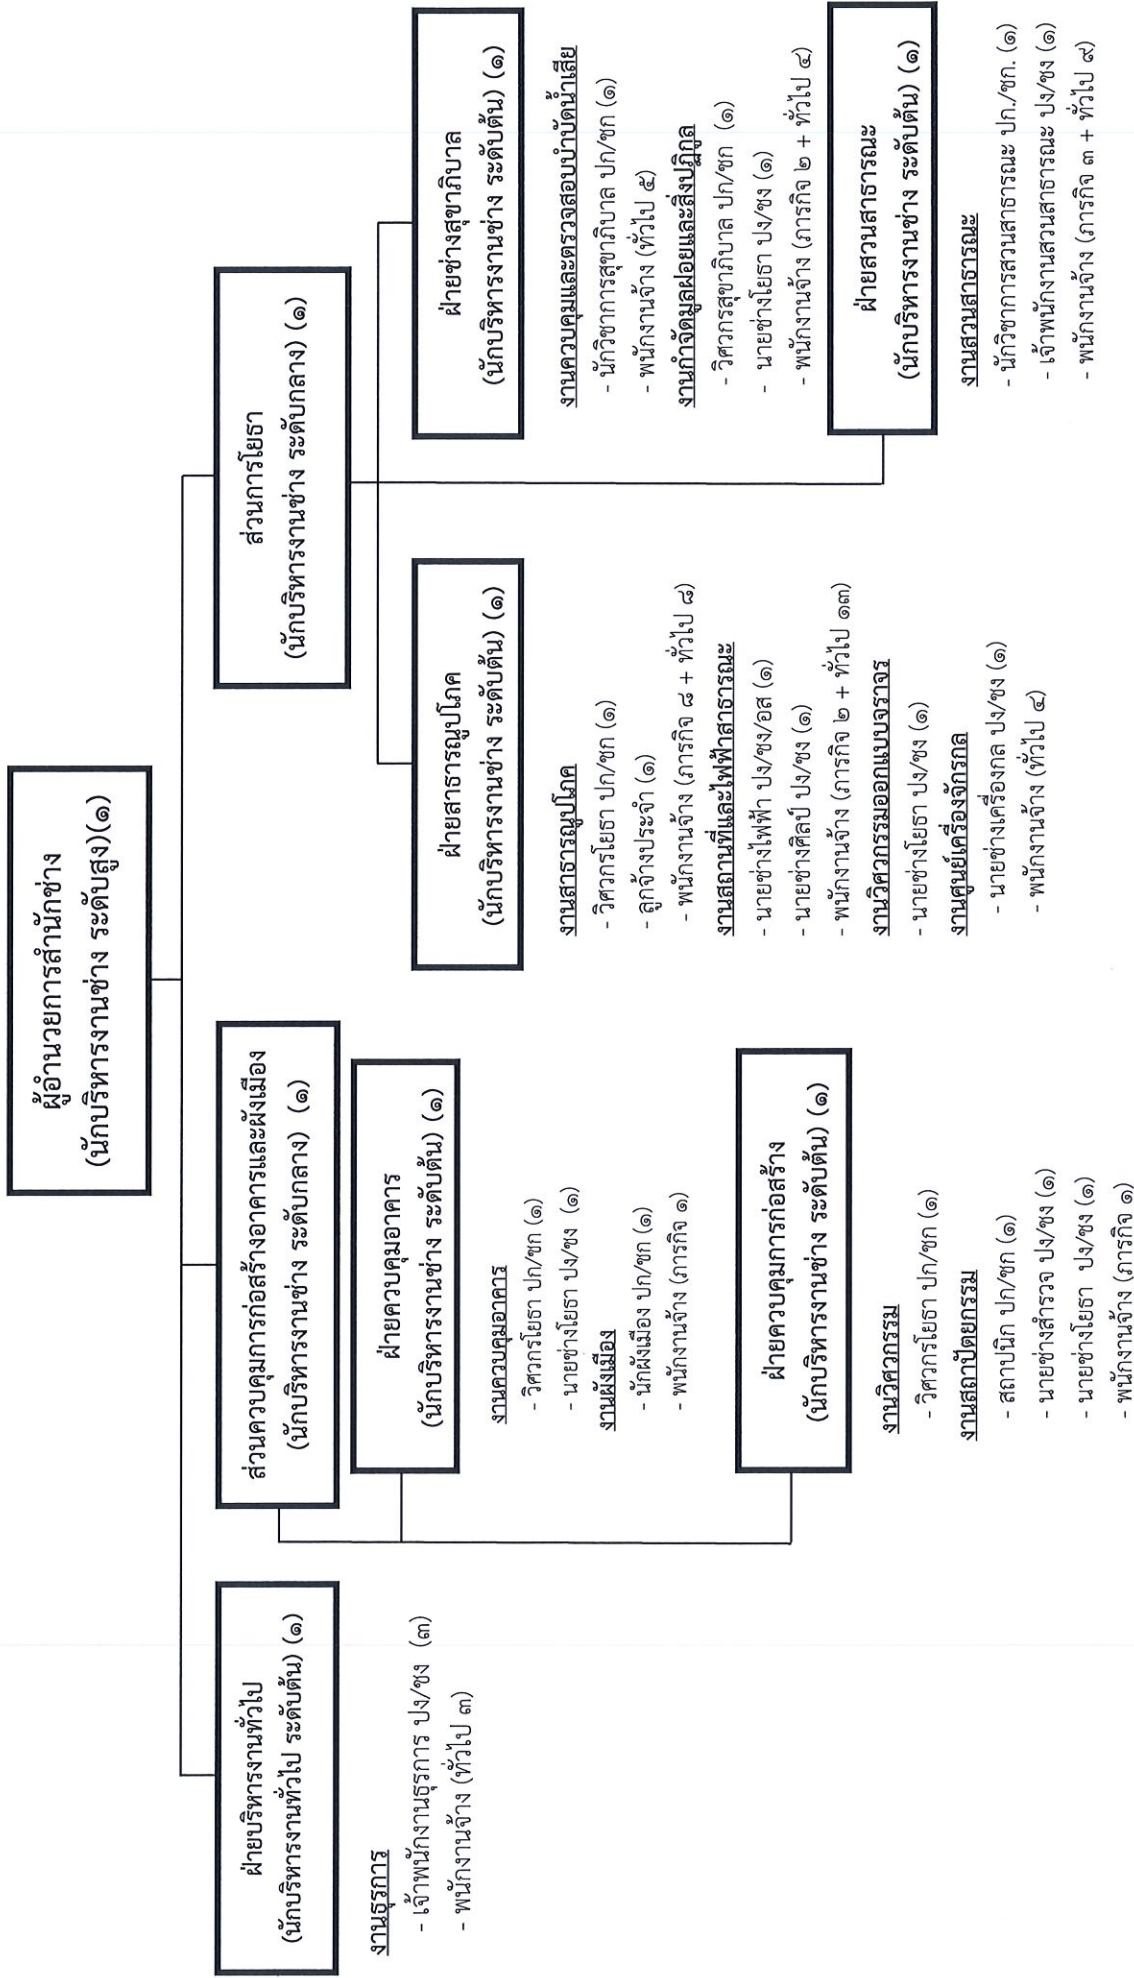 ผู้อำนวยการสำนักช่าง
(นักบริหารงานช่าง ระดับสูง)(๑)
ฝ่ายบริหารงานทั่วไป
(นักบริหารงานทั่วไป ระดับต้น) (๑)
งานธุรการ
- เจ้าพนักงานธุรการ ปง/ชง (๓)
- พนักงานจ้าง (ทั่วไป ๓)
ส่วนควบคุมการก่อสร้างอาคารและผังเมือง
(นักบริหารงานช่าง ระดับกลาง) (๑)
ฝ่ายควบคุมอาคาร
(นักบริหารงานช่าง ระดับต้น) (๑)
งานควบคุมอาคาร
- วิศวกรโยธา ปก/ชก (๑)
- นายช่างโยธา ปง/ชง (๑)
งานผังเมือง
- นักผังเมือง ปก/ชก (๑)
- พนักงานจ้าง (ภารกิจ ๑)
ฝ่ายควบคุมการก่อสร้าง
(นักบริหารงานช่าง ระดับต้น) (๑)
งานวิศวกรรม
- วิศวกรโยธา ปก/ชก (๑)
งานสถาปัตยกรรม
- สถาปนิก ปก/ชก (๑)
- นายช่างสำรวจ ปง/ชง (๑)
- นายช่างโยธา ปง/ชง (๑)
- พนักงานจ้าง (ภารกิจ ๑)
ส่วนการโยธา
(นักบริหารงานช่าง ระดับกลาง) (๑)
ฝ่ายสาธารณูปโภค
(นักบริหารงานช่าง ระดับต้น) (๑)
งานสาธารณูปโภค
- วิศวกรโยธา ปก/ชก (๑)
- ลูกจ้างประจำ (๑)
- พนักงานจ้าง (ภารกิจ ๘ + ทั่วไป ๘)
งานสถานที่และไฟฟ้าสาธารณะ
- นายช่างไฟฟ้า ปง/ชง/อส (๑)
- นายช่างศิลป์ ปง/ชง (๑)
- พนักงานจ้าง (ภารกิจ ๒ + ทั่วไป ๑๓)
งานวิศวกรรมออกแบบจราจร
- นายช่างโยธา ปง/ชง (๑)
งานศูนย์เครื่องจักรกล
- นายช่างเครื่องกล ปง/ชง (๑)
- พนักงานจ้าง (ทั่วไป ๔)
ฝ่ายช่างสุขาภิบาล
(นักบริหารงานช่าง ระดับต้น) (๑)
งานควบคุมและตรวจสอบบำบัดน้ำเสีย
- นักวิชาการสุขาภิบาล ปก/ชก (๑)
- พนักงานจ้าง (ทั่วไป ๕)
งานกำจัดมูลฝอยและสิ่งปฏิกูล
- วิศวกรสุขาภิบาล ปก/ชก (๑)
- นายช่างโยธา ปง/ชง (๑)
- พนักงานจ้าง (ภารกิจ ๒ + ทั่วไป ๔)
ฝ่ายสวนสาธารณะ
(นักบริหารงานช่าง ระดับต้น) (๑)
งานสวนสาธารณะ
- นักวิชาการสวนสาธารณะ ปก./ชก. (๑)
- เจ้าพนักงานสวนสาธารณะ ปง/ชง (๑)
- พนักงานจ้าง (ภารกิจ ๓ + ทั่วไป ๙)